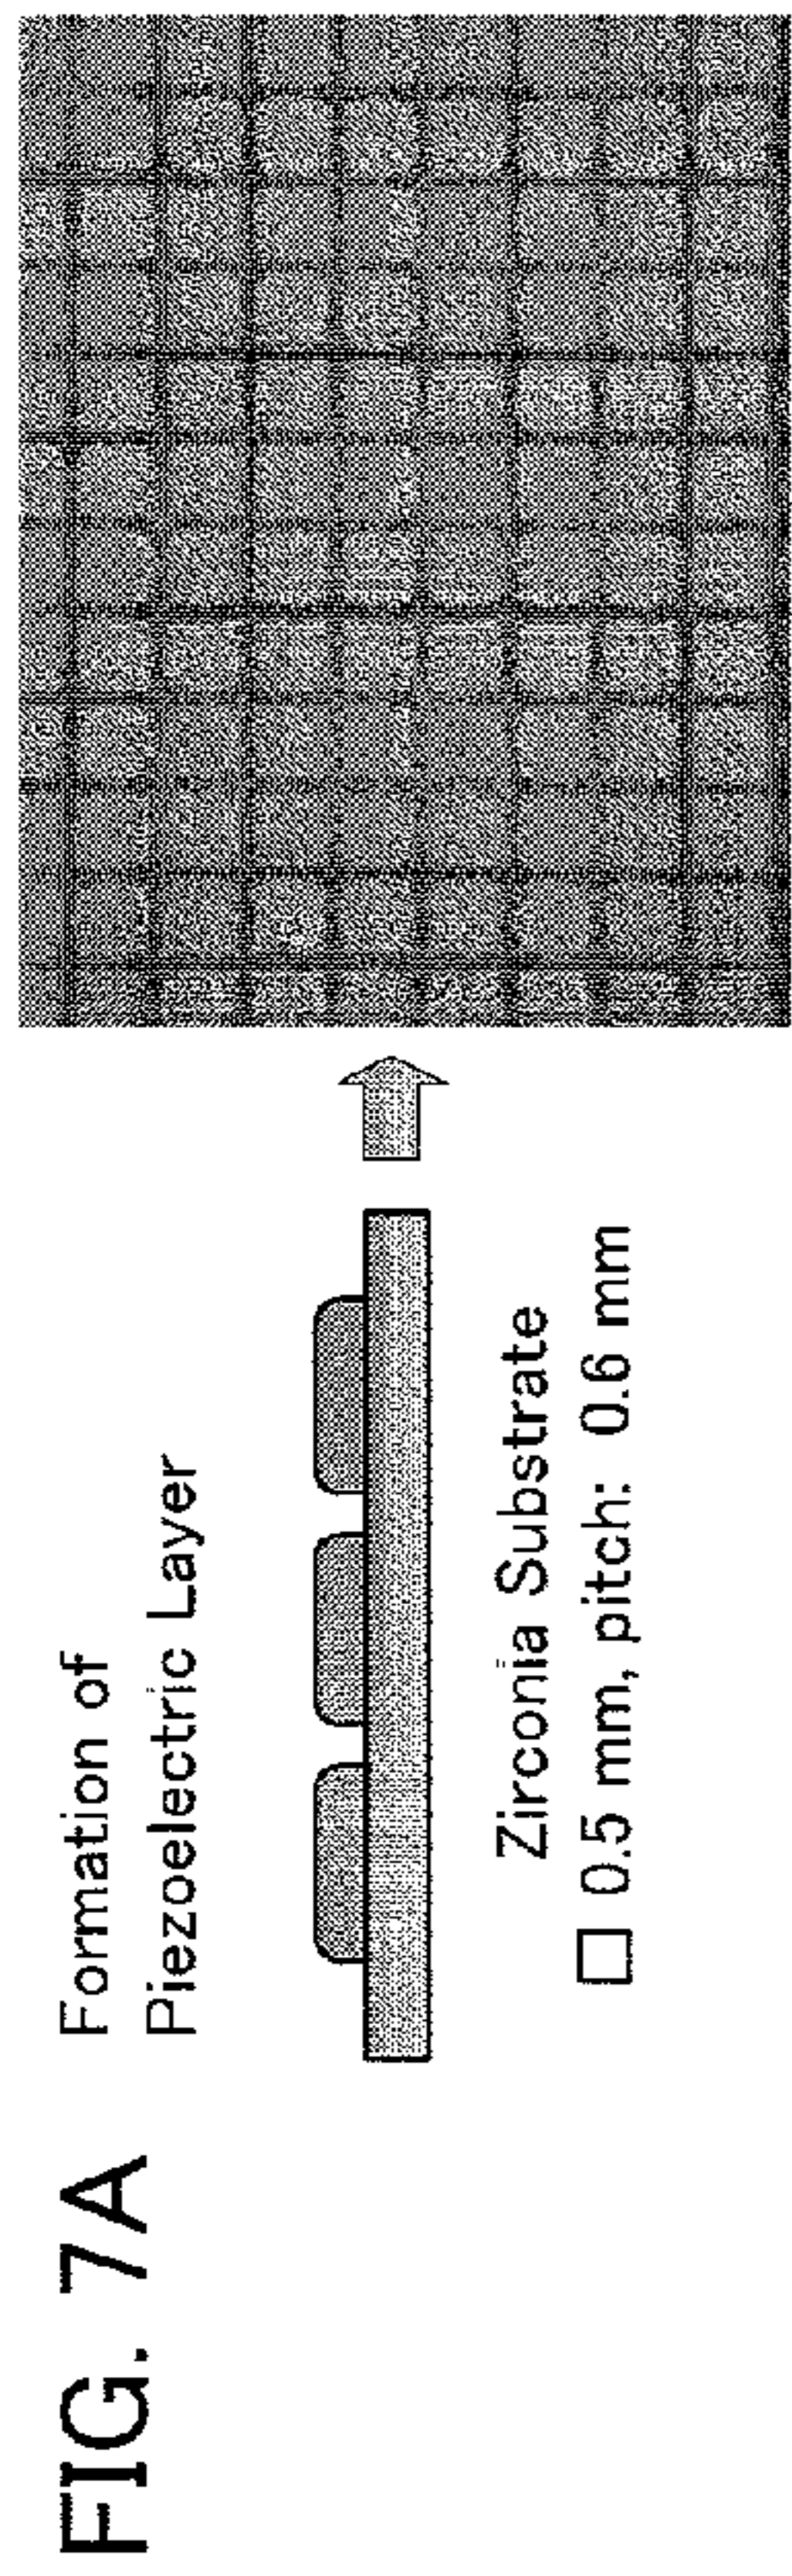 FIG. 7A
Formation of
Piezoelectric Layer
Zirconia Substrate
□ 0.5 mm, pitch: 0.6 mm